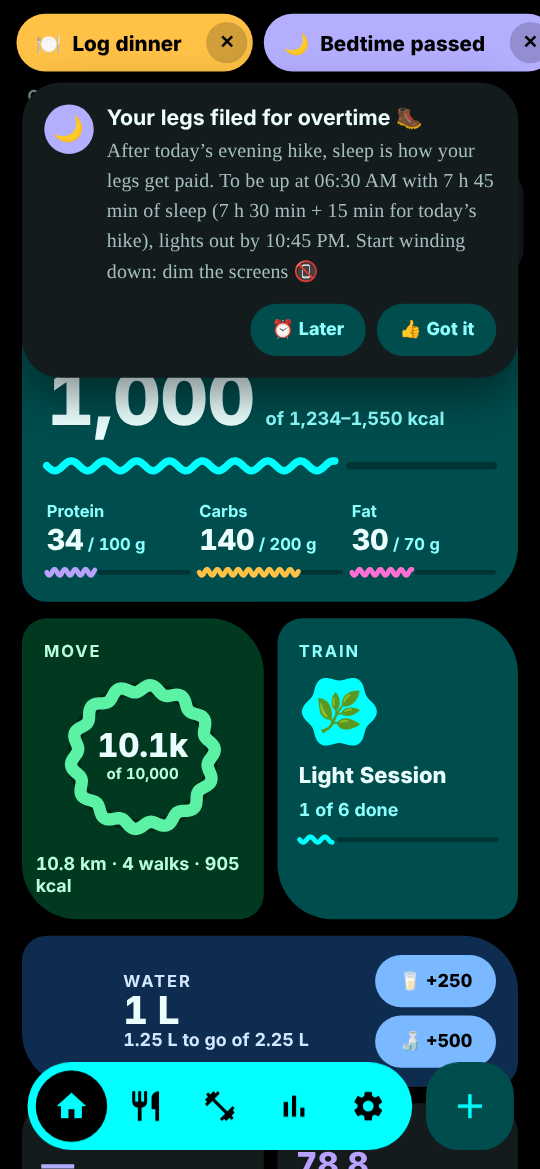 🍽️ Log dinner ✕
🌙 Bedtime passed ✕
Your legs filed for overtime 🥾
After today’s evening hike, sleep is how your
legs get paid. To be up at 06:30 AM with 7 h 45
min of sleep (7 h 30 min + 15 min for today’s
hike), lights out by 10:45 PM. Start winding
down: dim the screens 📵
⏰ Later
👍 Got it
1,000 of 1,234–1,550 kcal
Protein
34 / 100 g
Carbs
140 / 200 g
Fat
30 / 70 g
MOVE
10.1k
of 10,000
10.8 km · 4 walks · 905
kcal
TRAIN
Light Session
1 of 6 done
WATER
1 L
1.25 L to go of 2.25 L
🥛 +250
🍶 +500
78.8